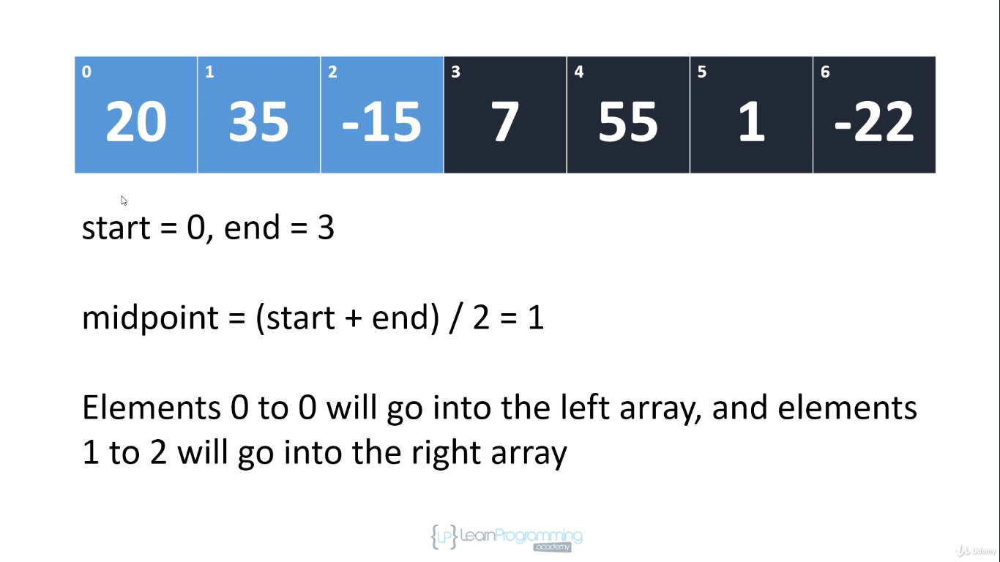 0 1 2 3 4 5 6
20 35 -15 7 55 1 -22
start = 0, end = 3
midpoint = (start + end) / 2 = 1
Elements 0 to 0 will go into the left array, and elements
1 to 2 will go into the right array
{LP} LearnProgramming
.academy
Udemy